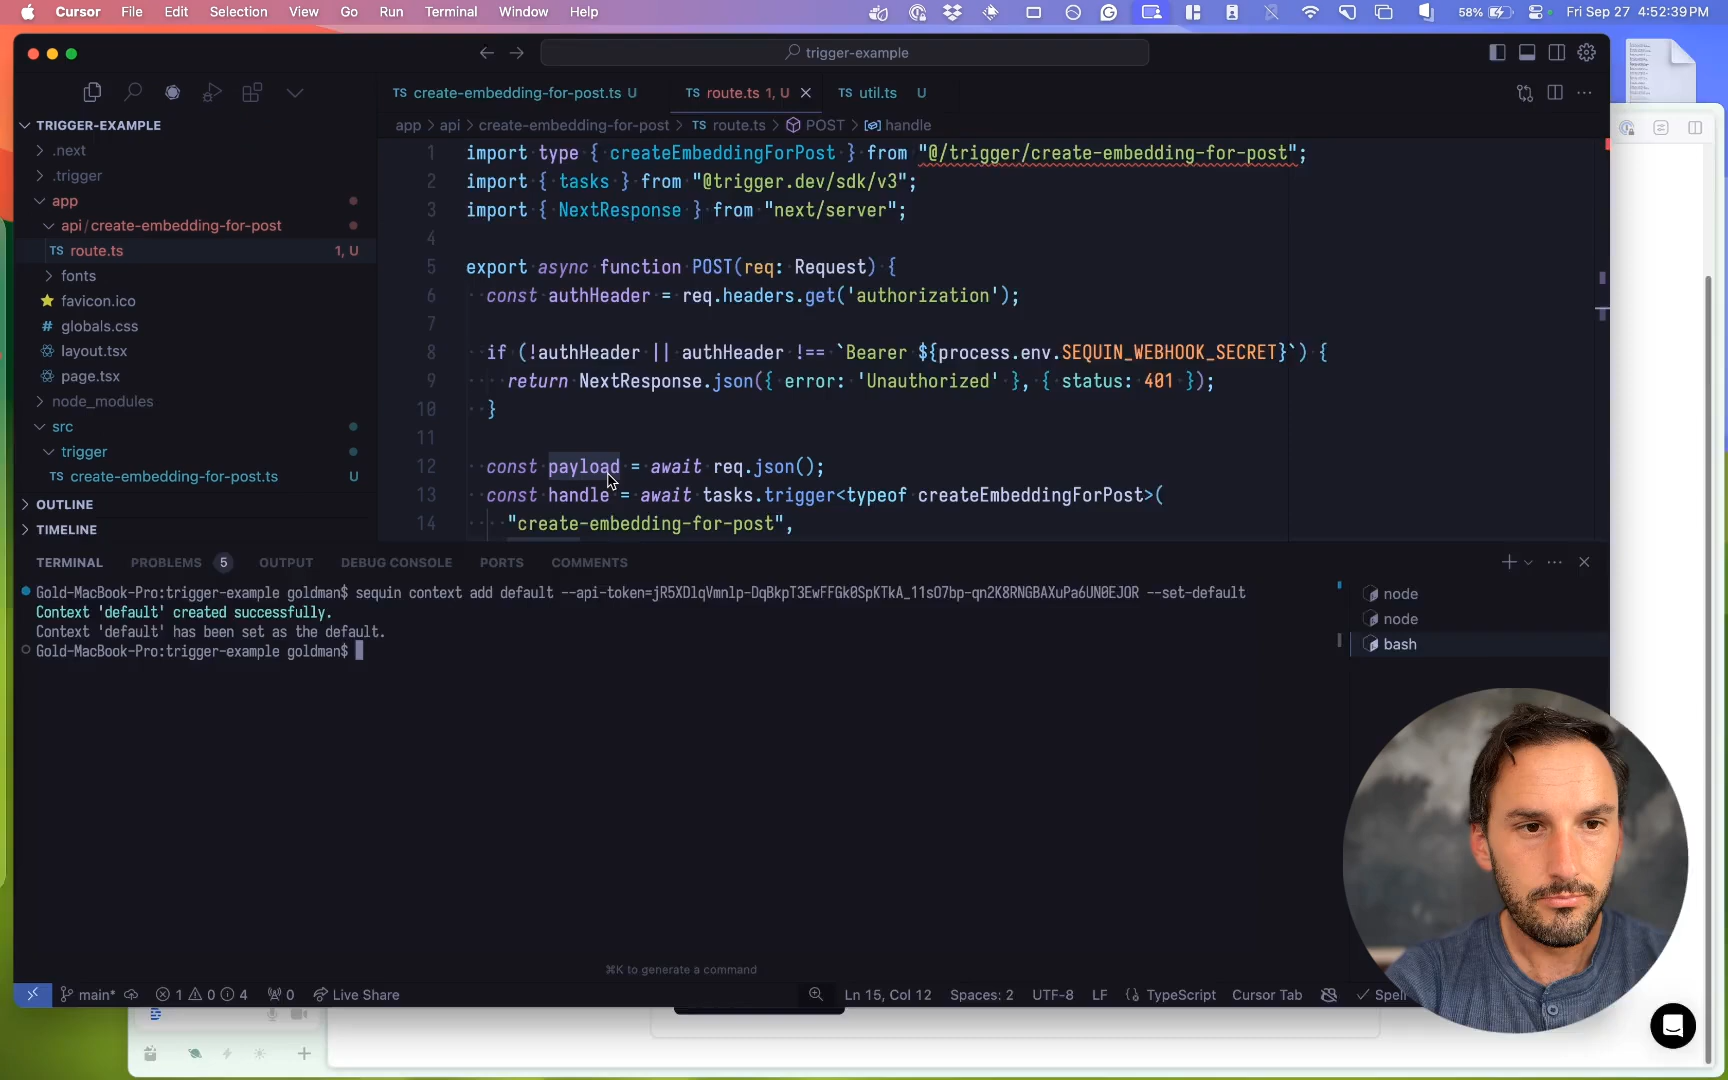 Cursor File Edit Selection View Go Run Terminal Window Help 58% Fri Sep 27 4:52:39 PM
trigger-example
TS create-embedding-for-post.ts U TS route.ts 1, U TS util.ts U
TRIGGER-EXAMPLE
.next
.trigger
app
api/create-embedding-for-post
TS route.ts 1, U
fonts
favicon.ico
# globals.css
layout.tsx
page.tsx
node_modules
src
trigger
TS create-embedding-for-post.ts U
OUTLINE
TIMELINE
app > api > create-embedding-for-post > TS route.ts > POST > handle
1 import type { createEmbeddingForPost } from "@/trigger/create-embedding-for-post";
2 import { tasks } from "@trigger.dev/sdk/v3";
3 import { NextResponse } from "next/server";
4
5 export async function POST(req: Request) {
6 const authHeader = req.headers.get('authorization');
7
8 if (!authHeader || authHeader !== `Bearer ${process.env.SEQUIN_WEBHOOK_SECRET}`) {
9 return NextResponse.json({ error: 'Unauthorized' }, { status: 401 });
10 }
11
12 const payload = await req.json();
13 const handle = await tasks.trigger<typeof createEmbeddingForPost>(
14 "create-embedding-for-post",
TERMINAL PROBLEMS 5 OUTPUT DEBUG CONSOLE PORTS COMMENTS
Gold-MacBook-Pro:trigger-example goldman$ sequin context add default --api-token=jR5XDlqVmnlp-DqBkpT3EwFFGk0SpKTkA_11sO7bp-qn2K8RNGBAXuPa6UN0EJOR --set-default
Context 'default' created successfully.
Context 'default' has been set as the default.
Gold-MacBook-Pro:trigger-example goldman$
node
node
bash
⌘K to generate a command
main* 1 0 4 0 Live Share Ln 15, Col 12 Spaces: 2 UTF-8 LF TypeScript Cursor Tab Spell